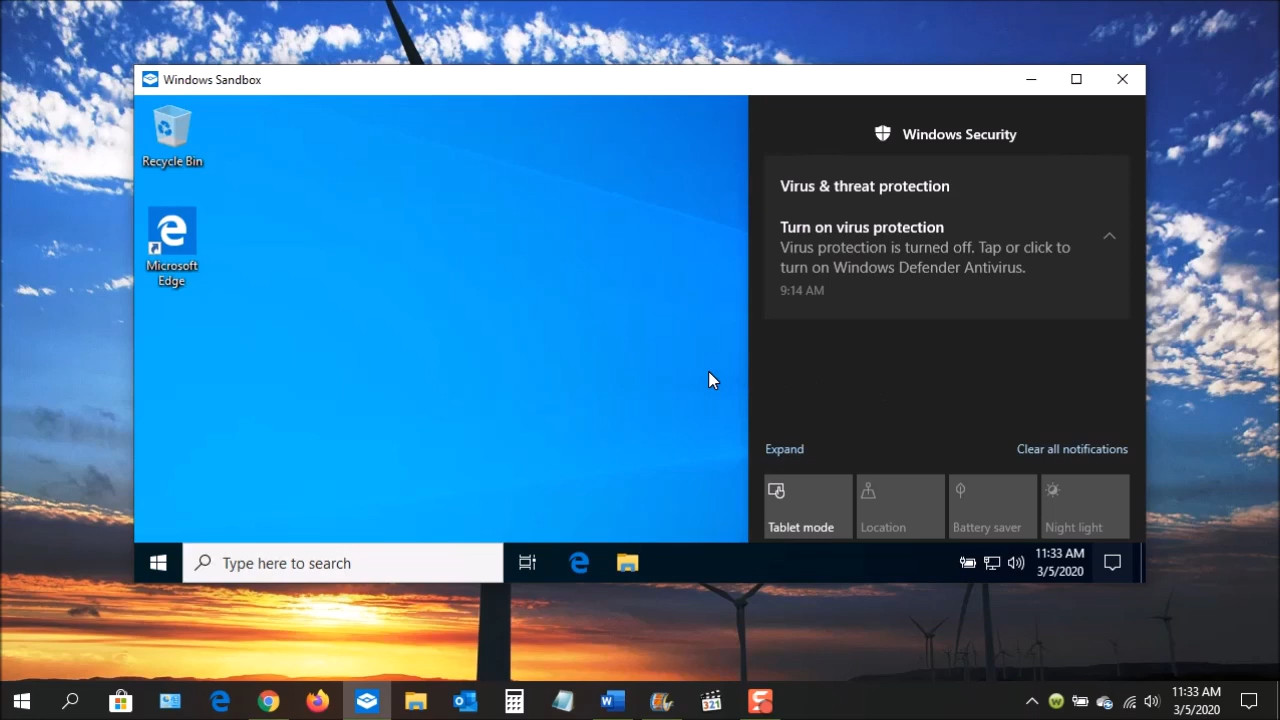 Windows Sandbox
Recycle Bin
Microsoft
Edge
Windows Security
Virus & threat protection
Turn on virus protection
Virus protection is turned off. Tap or click to
turn on Windows Defender Antivirus.
9:14 AM
Expand
Clear all notifications
Tablet mode
Location
Battery saver
Night light
Type here to search
11:33 AM
3/5/2020
321
11:33 AM
3/5/2020